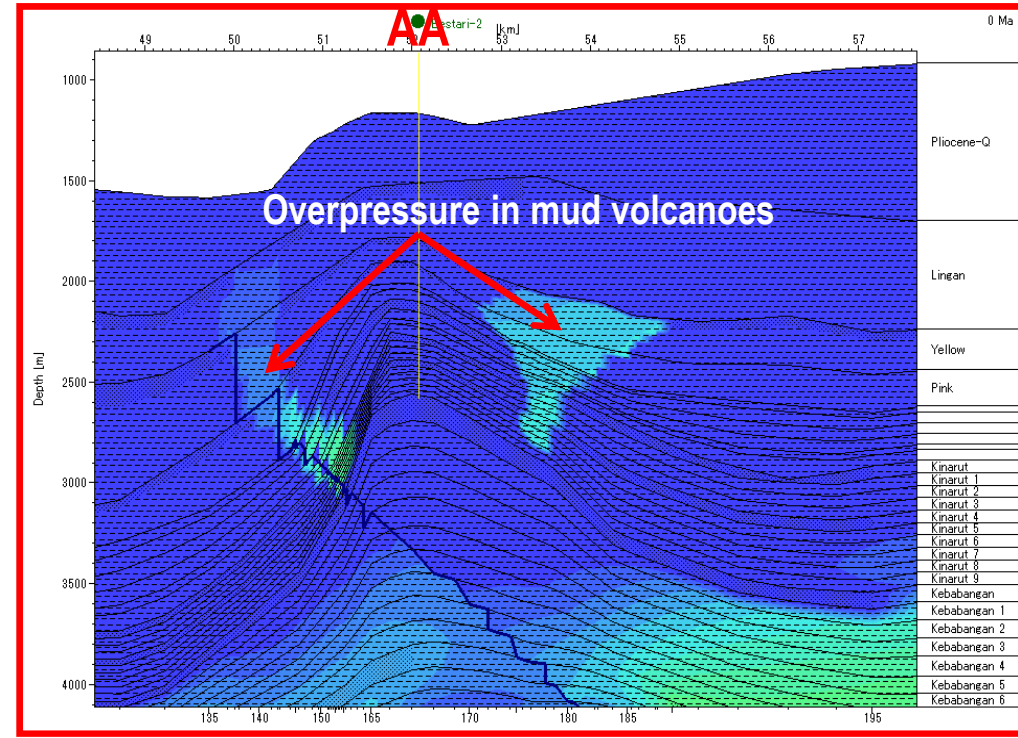 AA
Bestari-2
[km]
0 Ma
49 50 51 52 53 54 55 56 57
1000
Pliocene-Q
1500
Overpressure in mud volcanoes
Lingan
2000
Yellow
Depth [m]
2500
Pink
Kinarut
3000
Kinarut 1
Kinarut 2
Kinarut 3
Kinarut 4
Kinarut 5
Kinarut 6
Kinarut 7
Kinarut 8
Kinarut 9
3500
Kebabangan
Kebabangan 1
Kebabangan 2
Kebabangan 3
Kebabangan 4
4000
Kebabangan 5
Kebabangan 6
135 140 150 165 170 180 185 195